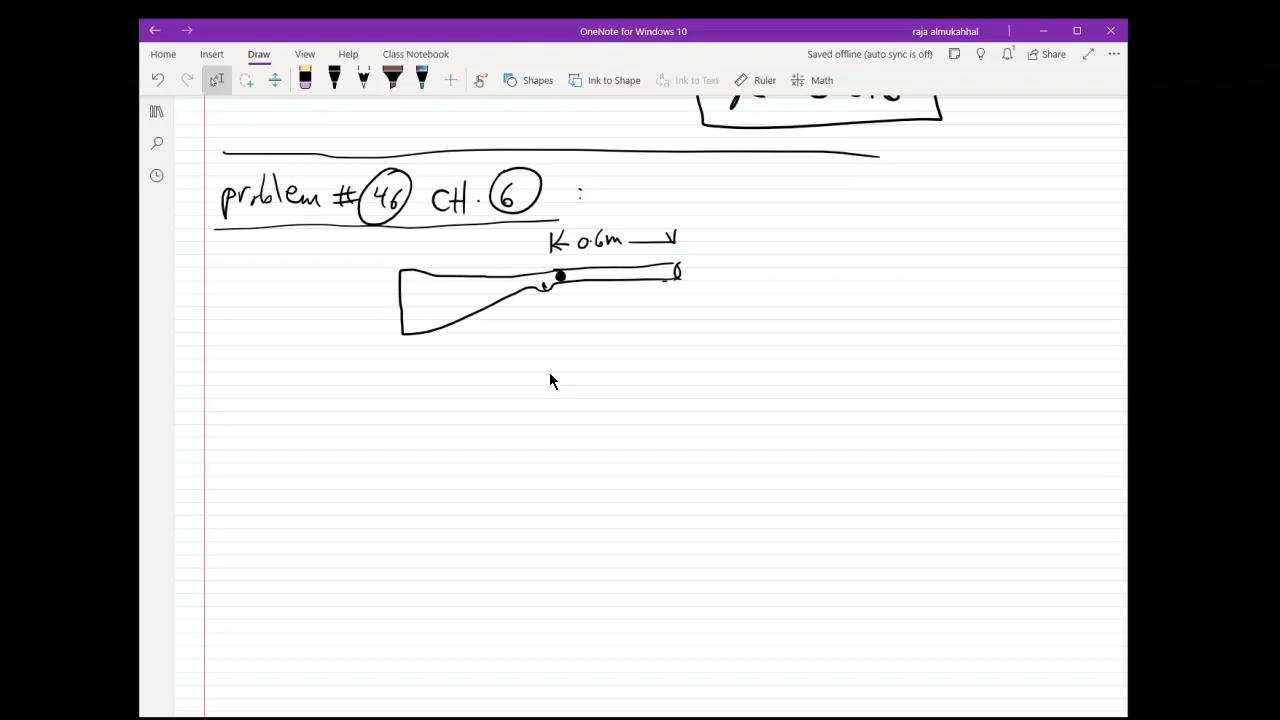 OneNote for Windows 10
raja almukahhal
Home Insert Draw View Help Class Notebook
Saved offline (auto sync is off)
Share
Shapes Ink to Shape Ink to Text Ruler Math
problem # 46 CH. 6 :
0.6m